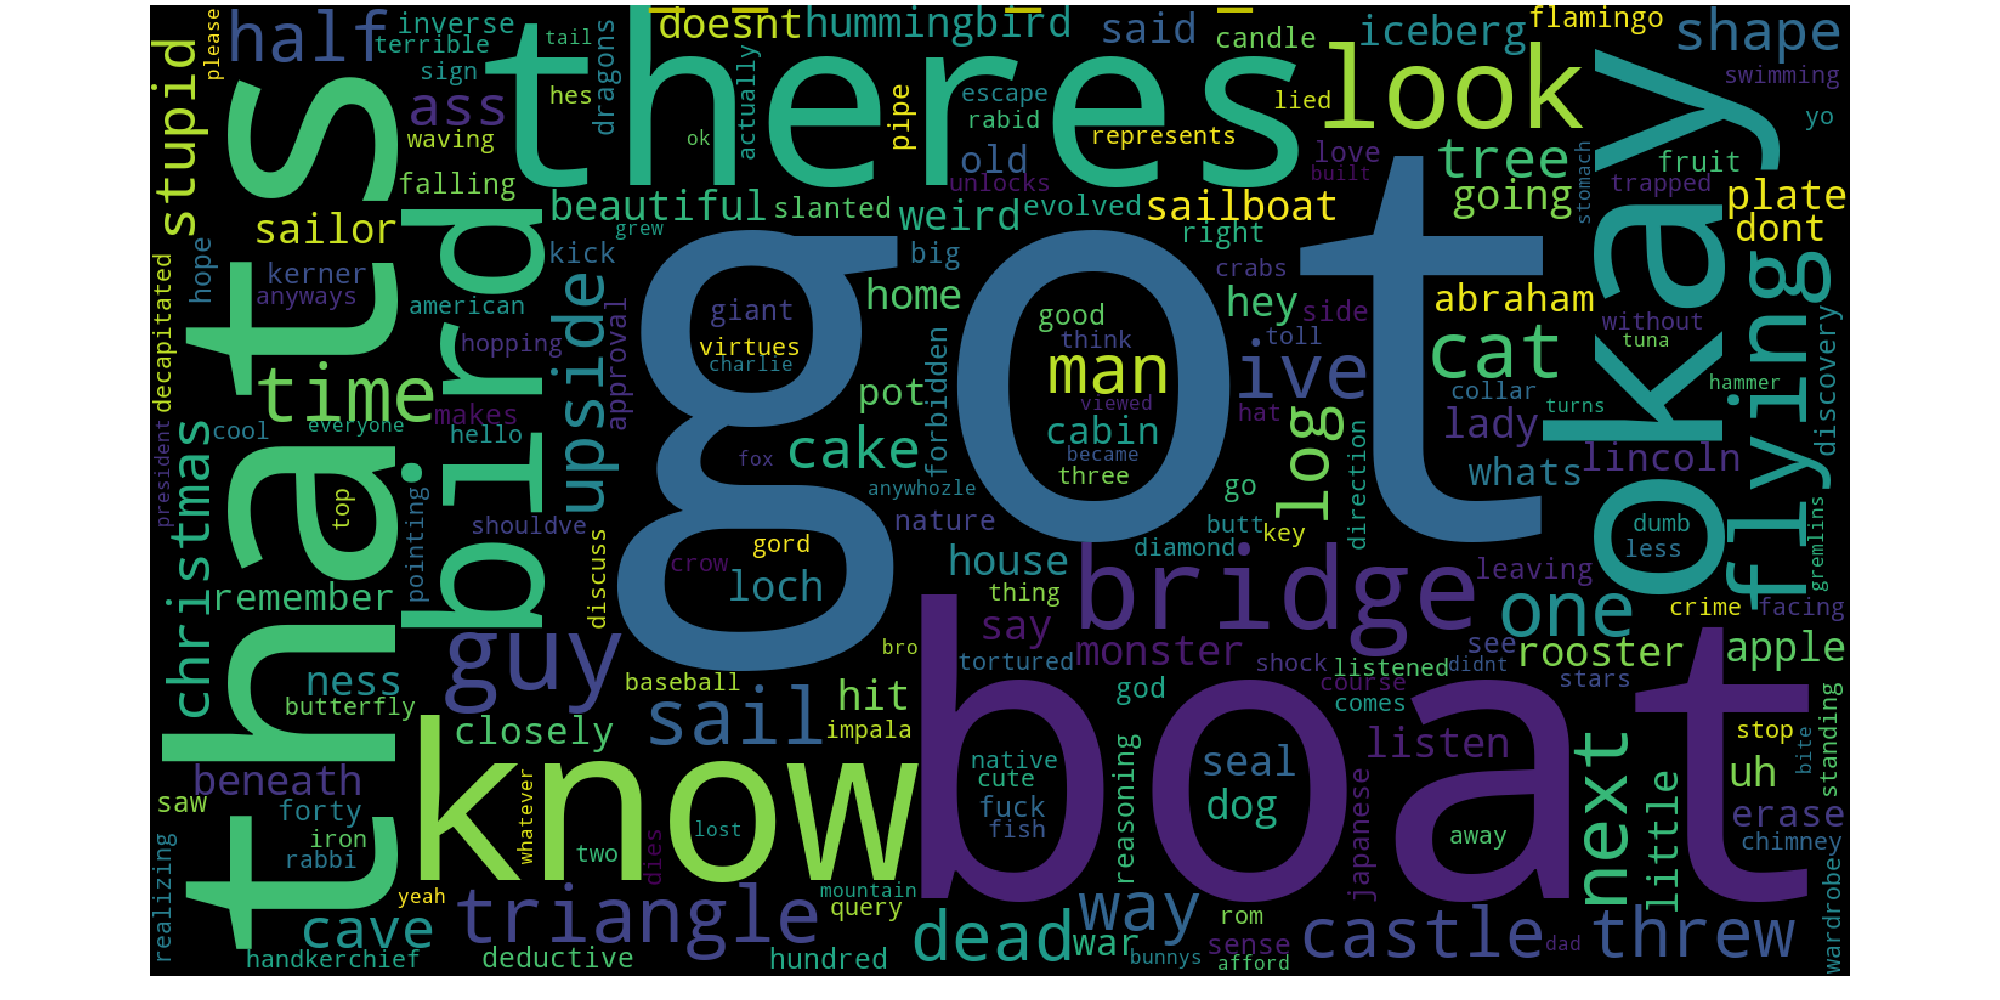 please
inverse
terrible
half
sign
tail
doesnt
hummingbird
said
candle
iceberg
flamingo
shape
stupid
thats
ass
waving
hes
dragons
theres
ok
actually
pipe
escape
rabid
lied
represents
look
swimming
yo
okay
tree
fruit
old
unlocks
love
built
falling
sailor
bird
beautiful
slanted
weird
evolved
sailboat
right
going
stomach
trapped
plate
dont
grew
kick
big
hope
kerner
anyways
american
upside
approval
got
giant
virtues
charlie
home
good
think
man
viewed
hey
crabs
side
toll
ive
hat
abraham
cat
without
tuna
flying
discovery
decapitated
time
hopping
makes
hello
pot
forbidden
cabin
became
three
log
direction
collar
turns
hammer
cool
everyone
christmas
president
top
pointing
cake
fox
anywhozle
go
lady
whats
lincoln
shouldve
discuss
nature
butt
key
dumb
less
gremlins
crow
gord
loch
diamond
house
bridge
leaving
remember
thing
one
crime
facing
guy
bro
say
monster
see
didnt
rooster
apple
ness
butterfly
baseball
tortured
shock
listened
course
comes
stars
closely
sail
hit
impala
god
boat
listen
next
stop
standing
bite
beneath
know
native
cute
fuck
fish
reasoning
seal
dog
japanese
away
little
uh
erase
chimney
saw
forty
iron
rabbi
whatever
two
dies
lost
realizing
yeah
mountain
query
cave
triangle
dead
war
way
rom
sense
castle
dad
threw
wardrobey
handkerchief
deductive
hundred
bunnys
afford